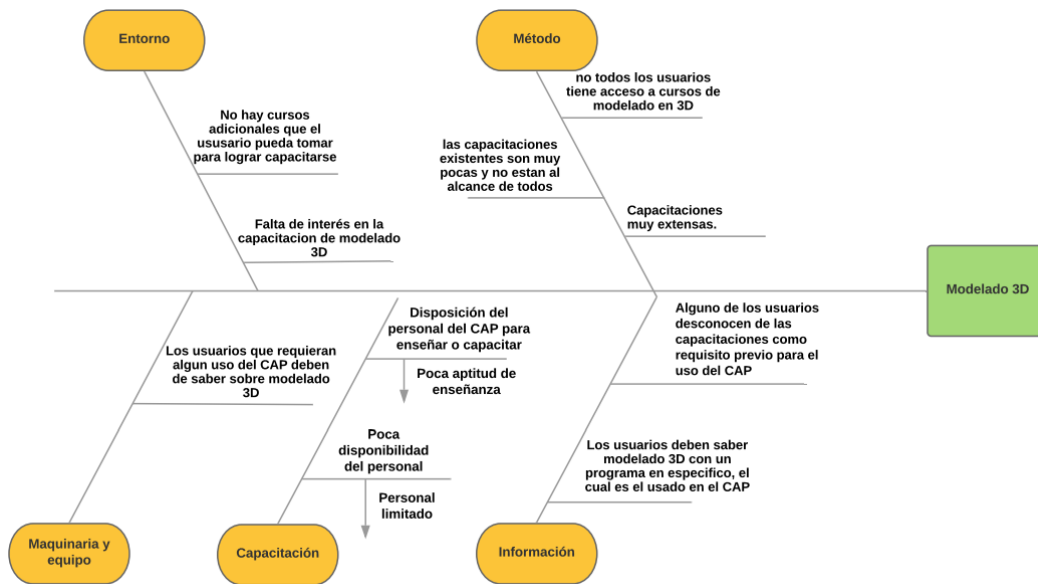 Entorno
Método
No hay cursos
adicionales que el
ususario pueda tomar
para lograr capacitarse
Falta de interés en la
capacitacion de modelado
3D
no todos los usuarios
tiene acceso a cursos de
modelado en 3D
las capacitaciones
existentes son muy
pocas y no estan al
alcance de todos
Capacitaciones
muy extensas.
Modelado 3D
Los usuarios que requieran
algun uso del CAP deben
de saber sobre modelado
3D
Disposición del
personal del CAP para
enseñar o capacitar
Poca aptitud de
enseñanza
Poca
disponibilidad
del personal
Personal
limitado
Alguno de los usuarios
desconocen de las
capacitaciones como
requisito previo para el
uso del CAP
Los usuarios deben saber
modelado 3D con un
programa en especifico, el
cual es el usado en el CAP
Maquinaria y
equipo
Capacitación
Información